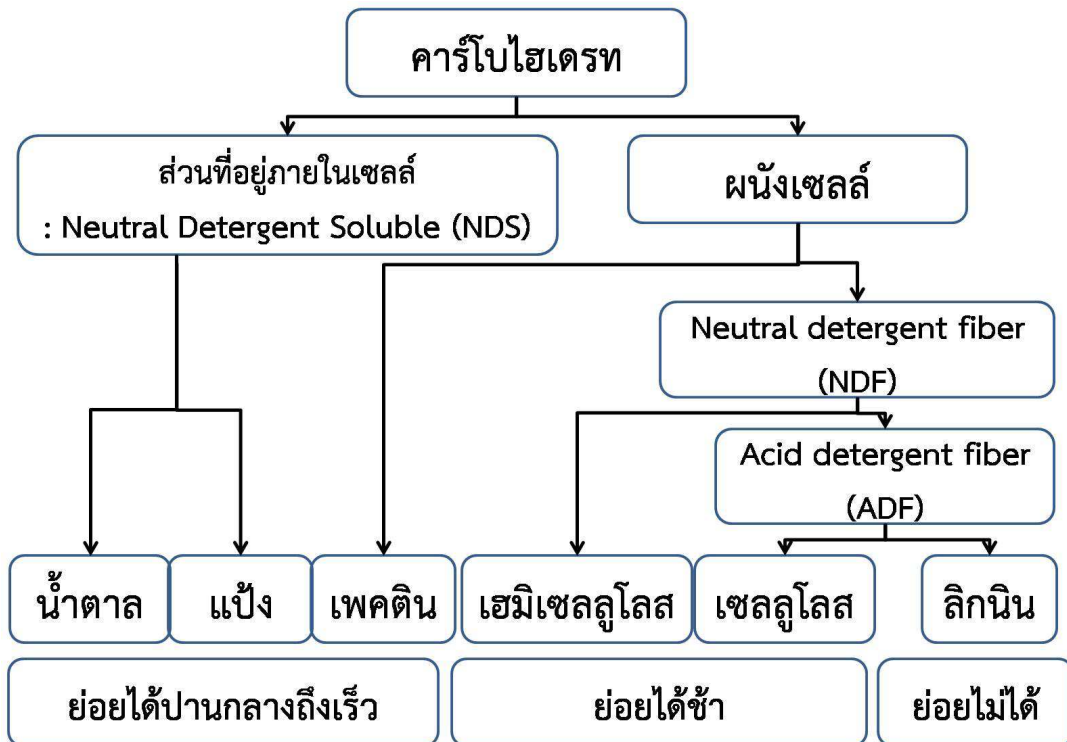 คาร์โบไฮเดรท
ส่วนที่อยู่ภายในเซลล์
: Neutral Detergent Soluble (NDS)
ผนังเซลล์
Neutral detergent fiber
(NDF)
Acid detergent fiber
(ADF)
น้ำตาล
แป้ง
เพคติน
เฮมิเซลลูโลส
เซลลูโลส
ลิกนิน
ย่อยได้ปานกลางถึงเร็ว
ย่อยได้ช้า
ย่อยไม่ได้